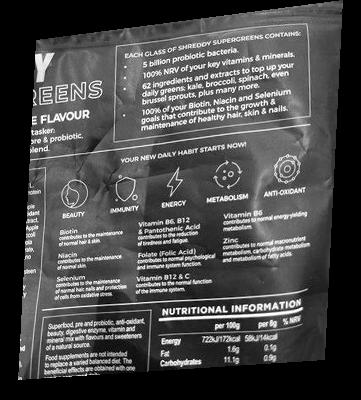 Y
REENS
E FLAVOUR
tasker.
ore & probiotic.
blend.
EACH GLASS OF SHREDDY SUPERGREENS CONTAINS:
• 5 billion probiotic bacteria.
• 100% NRV of your key vitamins & minerals.
• 62 ingredients and extracts to top up your
daily greens; kale, broccoli, spinach, even
brussel sprouts, plus many more.
• 100% of your Biotin, Niacin and Selenium
goals that contribute to the growth &
maintenance of healthy hair, skin & nails.
YOUR NEW DAILY HABIT STARTS NOW!
BEAUTY
IMMUNITY
ENERGY
METABOLISM
ANTI-OXIDANT
Biotin
contributes to the maintenance
of normal hair & skin.
Niacin
contributes to the maintenance
of normal skin.
Selenium
contributes to the maintenance
of normal hair, nails and protection
of cells from oxidative stress.
Vitamin B6, B12
& Pantothenic Acid
contributes to the reduction
of tiredness and fatigue.
Folate (Folic Acid)
contributes to normal psychological
and immune system function.
Vitamin B12 & C
contributes to the normal function
of the immune system.
Vitamin B6
contributes to normal energy-yielding
metabolism.
Zinc
contributes to normal macronutrient
metabolism, carbohydrate metabolism
and metabolism of fatty acids.
Superfood, pre and probiotic, anti-oxidant,
beauty, digestive enzyme, vitamin and
mineral mix with flavours and sweeteners
of a natural source.
Food supplements are not intended
to replace a varied balanced diet. The
beneficial effects are obtained with one
NUTRITIONAL INFORMATION
per 100g per 8g % NRV
Energy 722kJ/172kcal 58kJ/14kcal
Fat 1.6g 0.1g
Carbohydrates 11.1g 0.9g